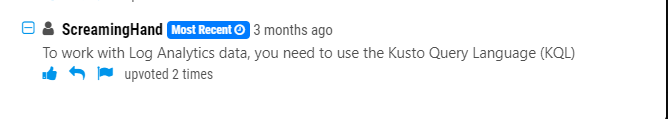 ScreamingHand Most Recent 3 months ago
To work with Log Analytics data, you need to use the Kusto Query Language (KQL)
upvoted 2 times